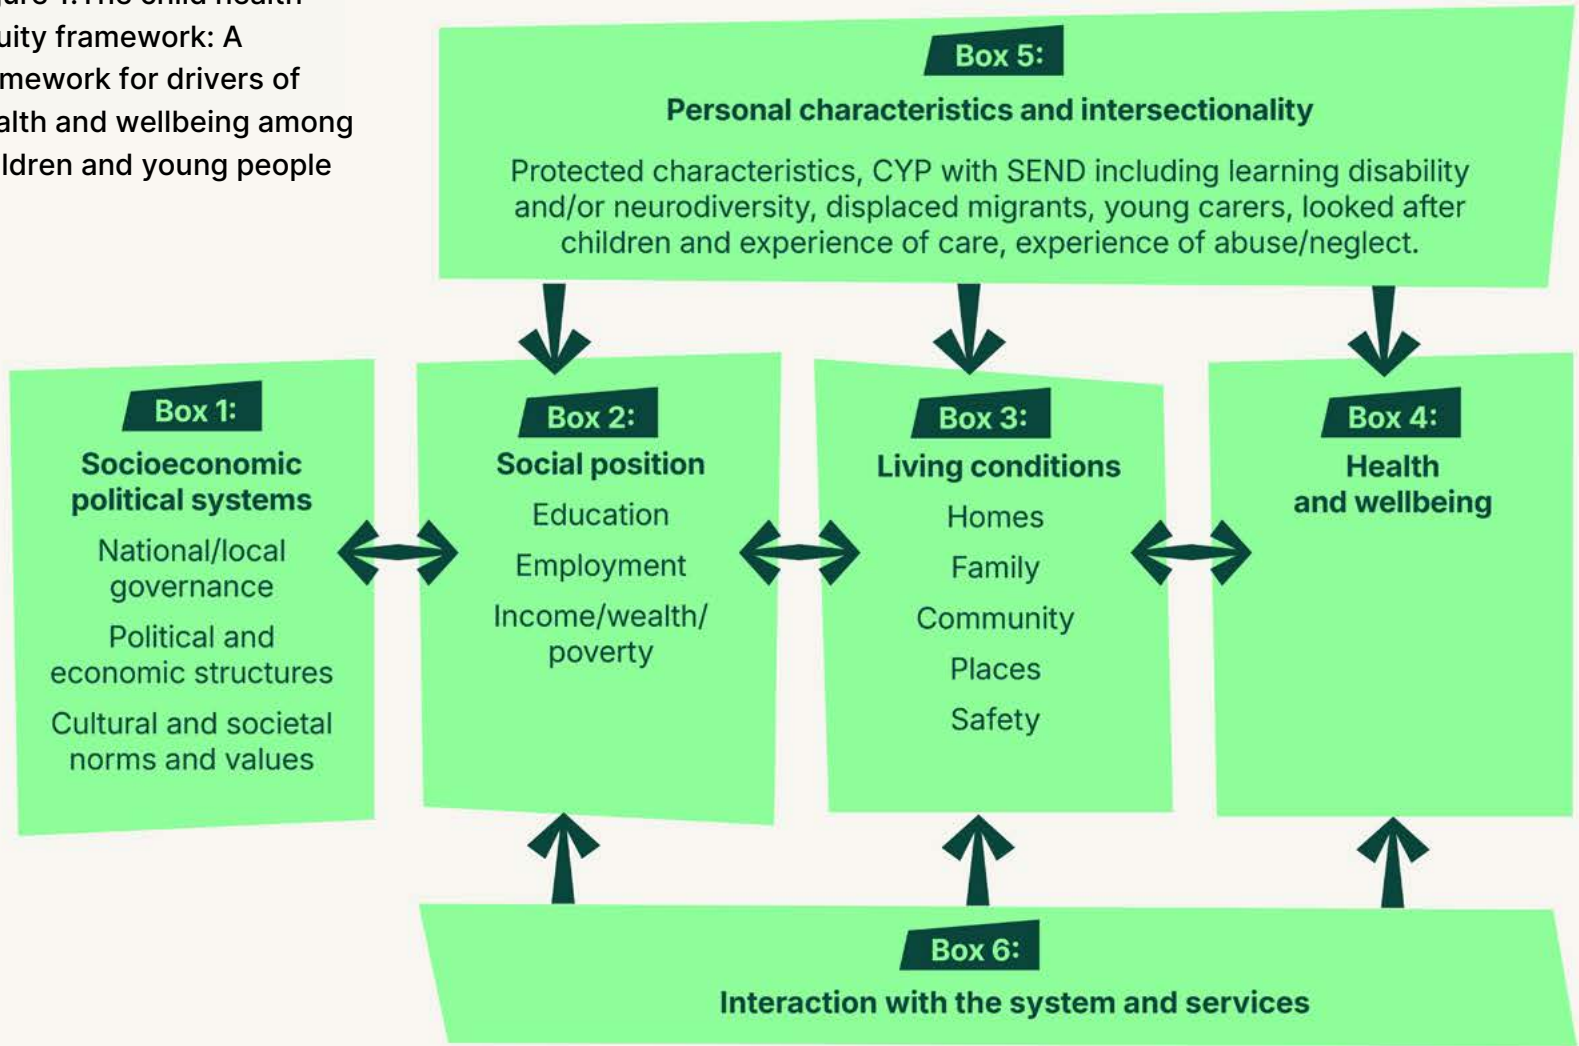 gure 1.The child health
uity framework: A
mework for drivers of
alth and wellbeing among
ldren and young people
Box 5:
Personal characteristics and intersectionality
Protected characteristics, CYP with SEND including learning disability
and/or neurodiversity, displaced migrants, young carers, looked after
children and experience of care, experience of abuse/neglect.
Box 1:
Socioeconomic
political systems
National/local
governance
Political and
economic structures
Cultural and societal
norms and values
Box 2:
Social position
Education
Employment
Income/wealth/
poverty
Box 3:
Living conditions
Homes
Family
Community
Places
Safety
Box 4:
Health
and wellbeing
Box 6:
Interaction with the system and services